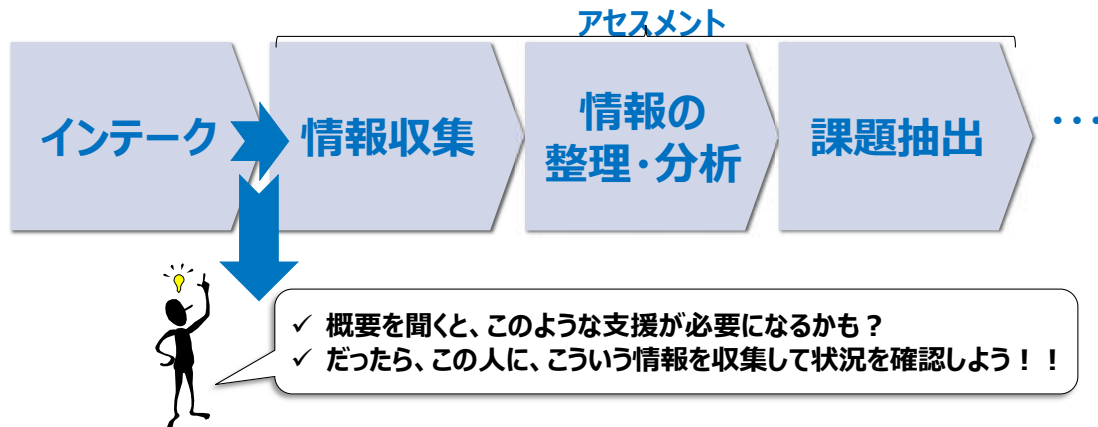 アセスメント
インテーク
情報収集
情報の
整理･分析
課題抽出
･･･
✓ 概要を聞くと、このような支援が必要になるかも？
✓ だったら、この人に、こういう情報を収集して状況を確認しよう！！